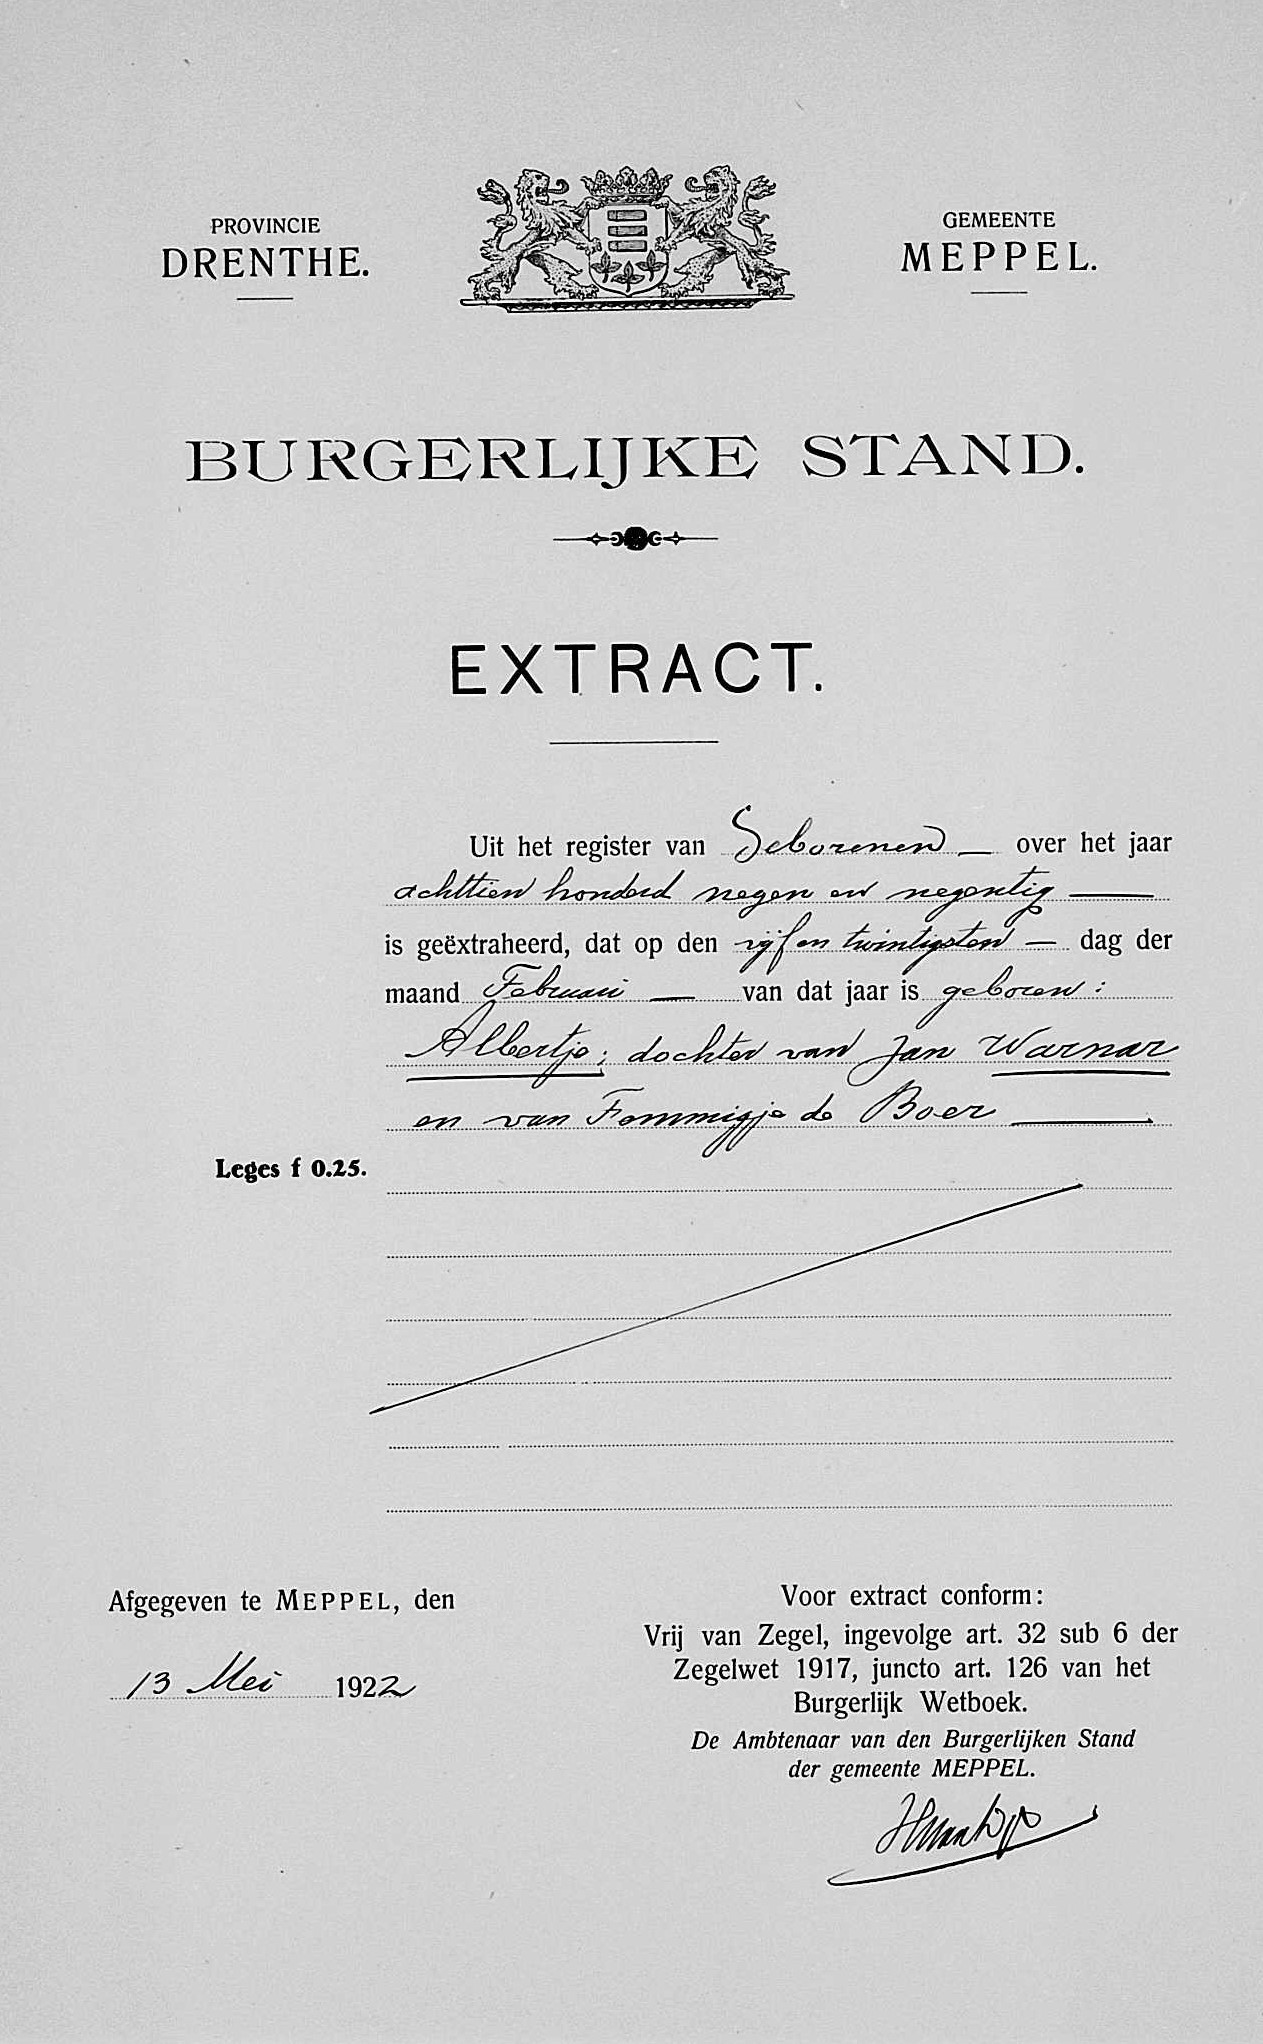 PROVINCIE
DRENTHE.
GEMEENTE
MEPPEL.
BURGERLIJKE STAND.
EXTRACT.
Uit het register van Geborenen — over het jaar
achttien honderd negen en negentig —
is geëxtraheerd, dat op den vijf en twintigsten — dag der
maand Februari — van dat jaar is geboren:
Albertje; dochter van Jan Warnar
en van Femmigje de Boer —
Leges f 0.25.
Afgegeven te MEPPEL, den
13 Mei 1922
Voor extract conform:
Vrij van Zegel, ingevolge art. 32 sub 6 der
Zegelwet 1917, juncto art. 126 van het
Burgerlijk Wetboek.
De Ambtenaar van den Burgerlijken Stand
der gemeente MEPPEL.